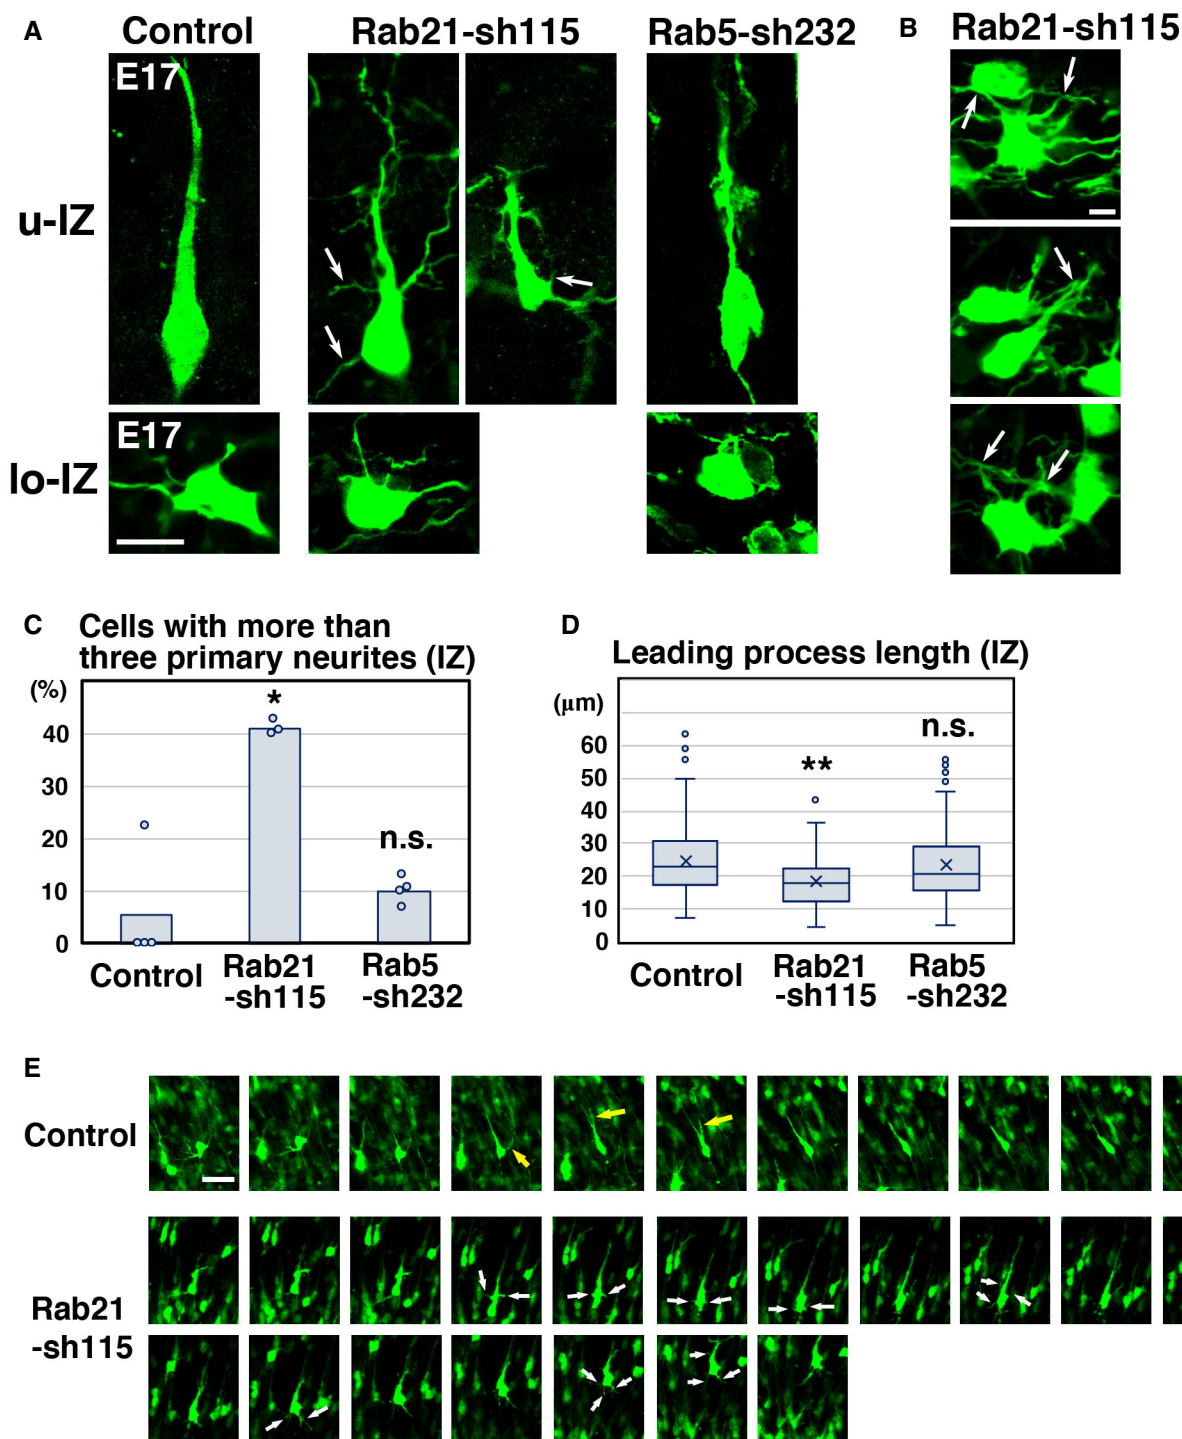 A
Control
Rab21-sh115
Rab5-sh232
B
Rab21-sh115
E17
u-IZ
E17
lo-IZ
C
Cells with more than
three primary neurites (IZ)
(%)
*
40
30
20
n.s.
10
0
Control
Rab21
-sh115
Rab5
-sh232
D
Leading process length (IZ)
(μm)
n.s.
60
**
50
40
30
20
10
0
Control
Rab21
-sh115
Rab5
-sh232
E
Control
Rab21
-sh115